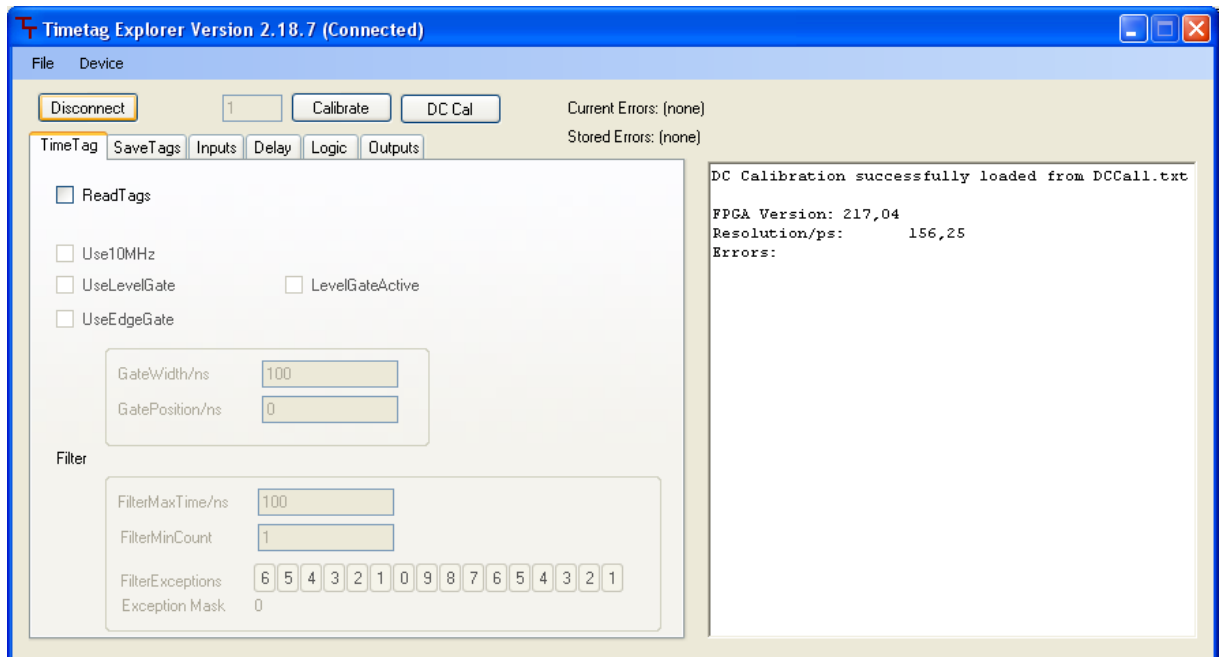 Timetag Explorer Version 2.18.7 (Connected)
File Device
Disconnect 1 Calibrate DC Cal
Current Errors: (none)
Stored Errors: (none)
TimeTag SaveTags Inputs Delay Logic Outputs
ReadTags
Use10MHz
UseLevelGate LevelGateActive
UseEdgeGate
GateWidth/ns 100
GatePosition/ns 0
Filter
FilterMaxTime/ns 100
FilterMinCount 1
FilterExceptions 6 5 4 3 2 1 0 9 8 7 6 5 4 3 2 1
Exception Mask 0
DC Calibration successfully loaded from DCCall.txt
FPGA Version: 217,04
Resolution/ps: 156,25
Errors: